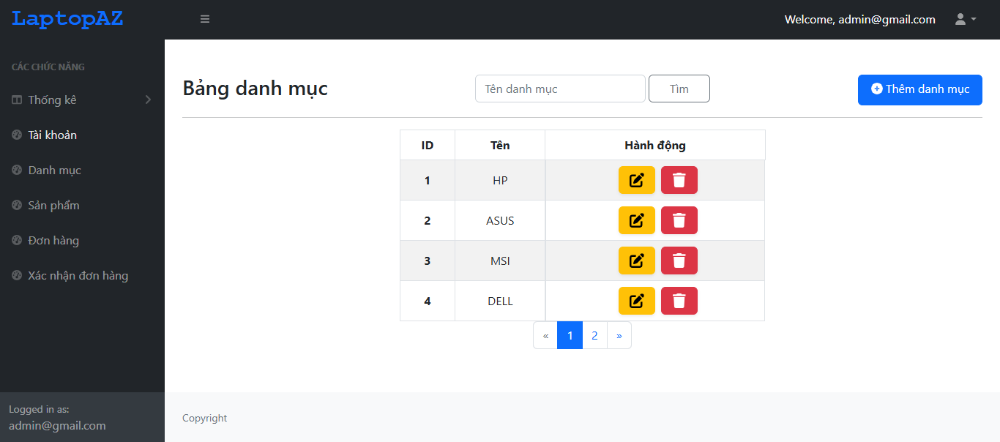 LaptopAZ
Welcome, admin@gmail.com
CÁC CHỨC NĂNG
Thống kê
Tài khoản
Danh mục
Sản phẩm
Đơn hàng
Xác nhận đơn hàng
Logged in as:
admin@gmail.com
Bảng danh mục
Tên danh mục
Tìm
Thêm danh mục
ID Tên Hành động
1 HP
2 ASUS
3 MSI
4 DELL
« 1 2 »
Copyright